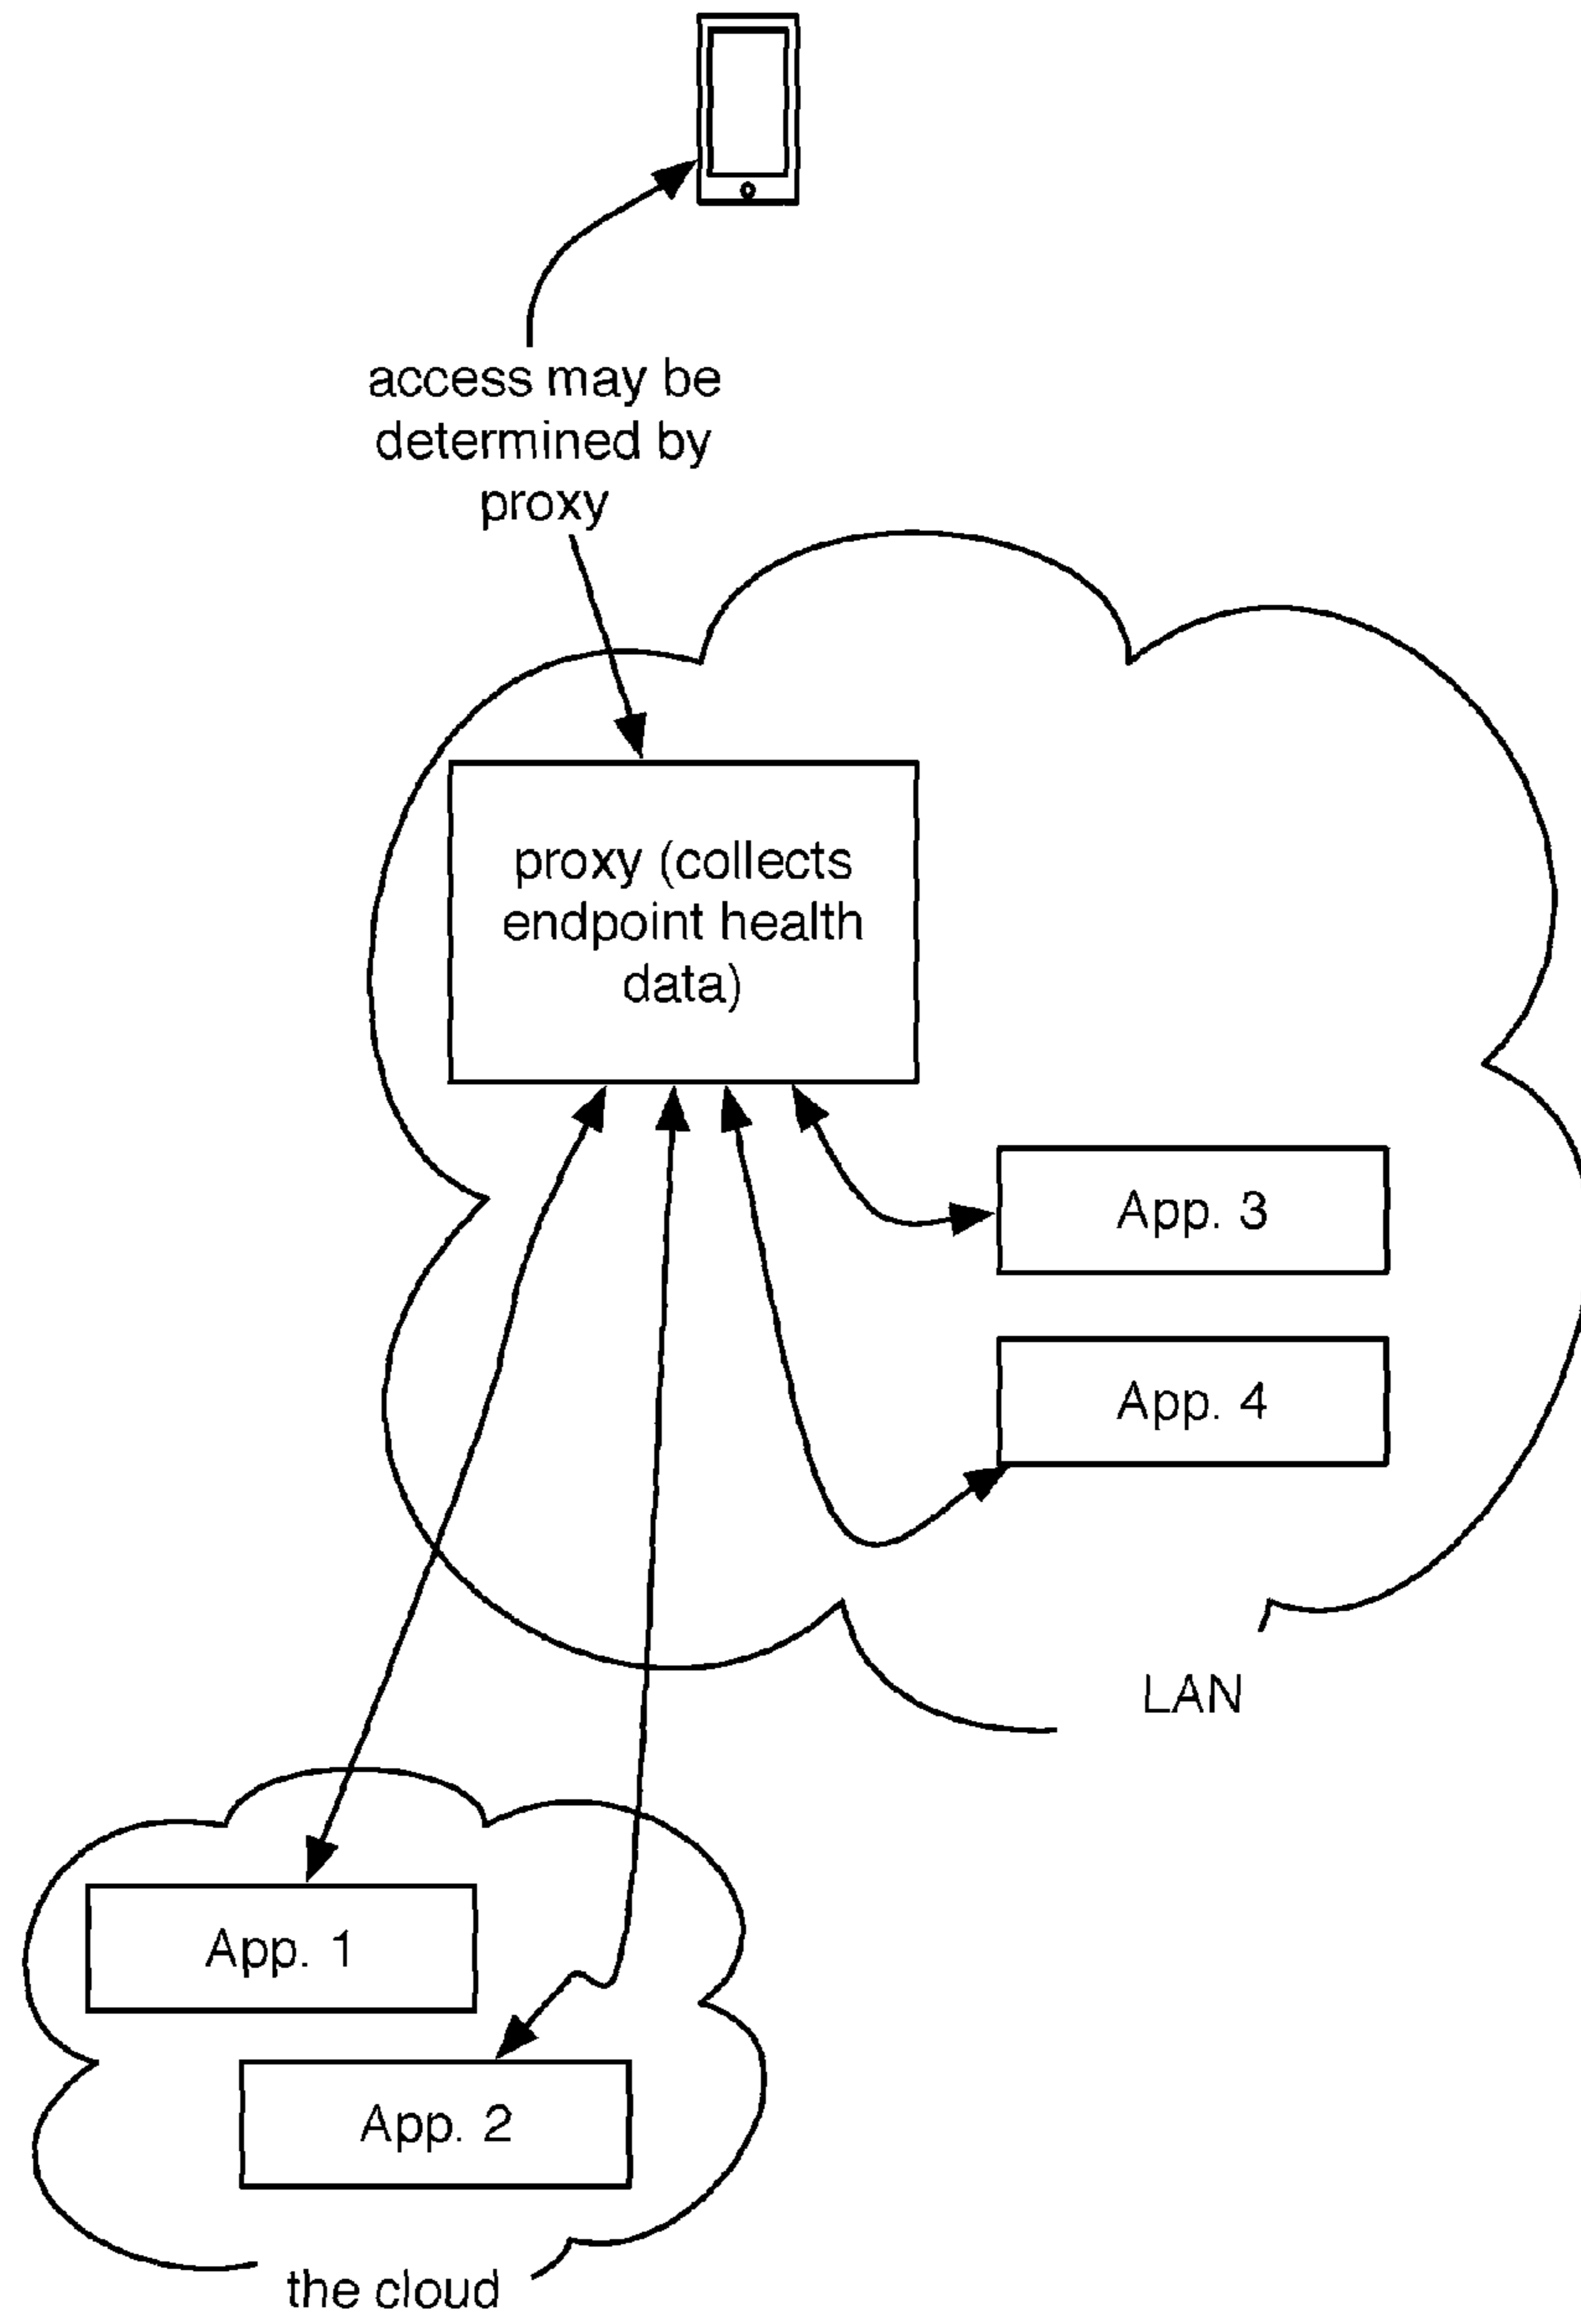 access may be
determined by
proxy
proxy (collects
endpoint health
data)
App. 3
App. 4
LAN
App. 1
App. 2
the cloud